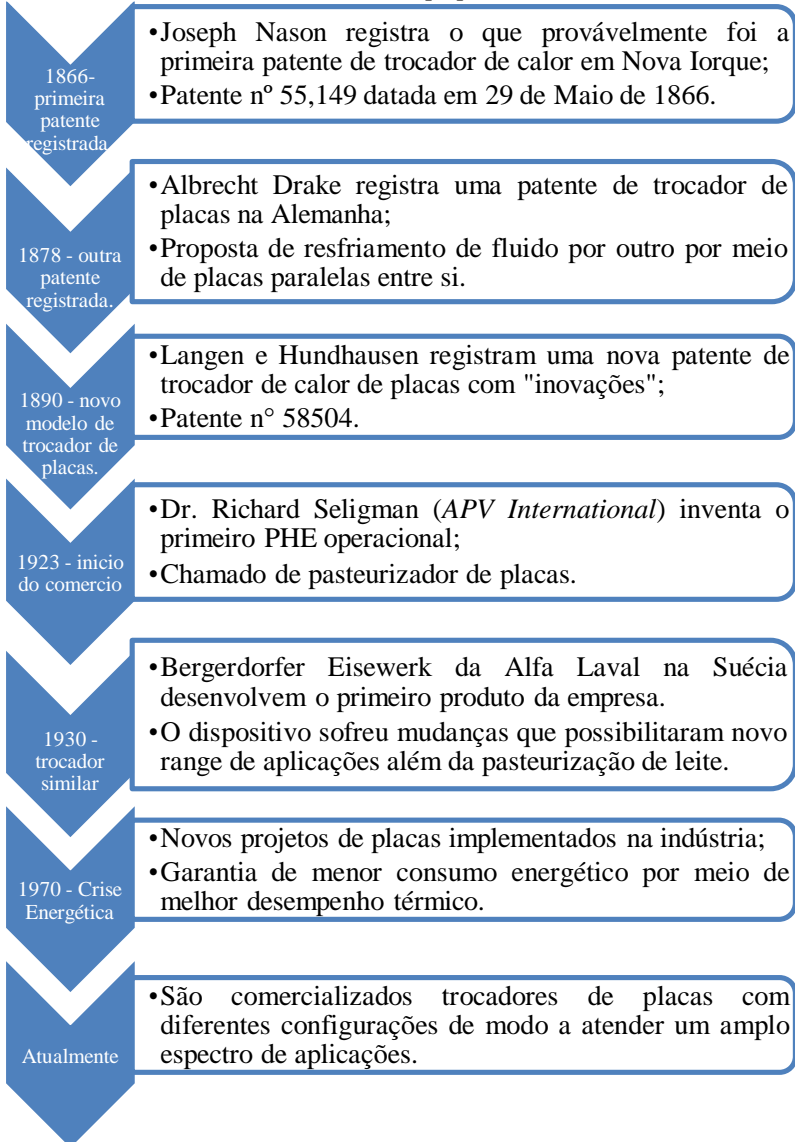 1866-
primeira
patente
registrada
•Joseph Nason registra o que provávelmente foi a
primeira patente de trocador de calor em Nova Iorque;
•Patente nº 55,149 datada em 29 de Maio de 1866.
1878 - outra
patente
registrada.
•Albrecht Drake registra uma patente de trocador de
placas na Alemanha;
•Proposta de resfriamento de fluido por outro por meio
de placas paralelas entre si.
1890 - novo
modelo de
trocador de
placas.
•Langen e Hundhausen registram uma nova patente de
trocador de calor de placas com "inovações";
•Patente n° 58504.
1923 - inicio
do comercio
•Dr. Richard Seligman (APV International) inventa o
primeiro PHE operacional;
•Chamado de pasteurizador de placas.
1930 -
trocador
similar
•Bergerdorfer Eisewerk da Alfa Laval na Suécia
desenvolvem o primeiro produto da empresa.
•O dispositivo sofreu mudanças que possibilitaram novo
range de aplicações além da pasteurização de leite.
1970 - Crise
Energética
•Novos projetos de placas implementados na indústria;
•Garantia de menor consumo energético por meio de
melhor desempenho térmico.
Atualmente
•São comercializados trocadores de placas com
diferentes configurações de modo a atender um amplo
espectro de aplicações.